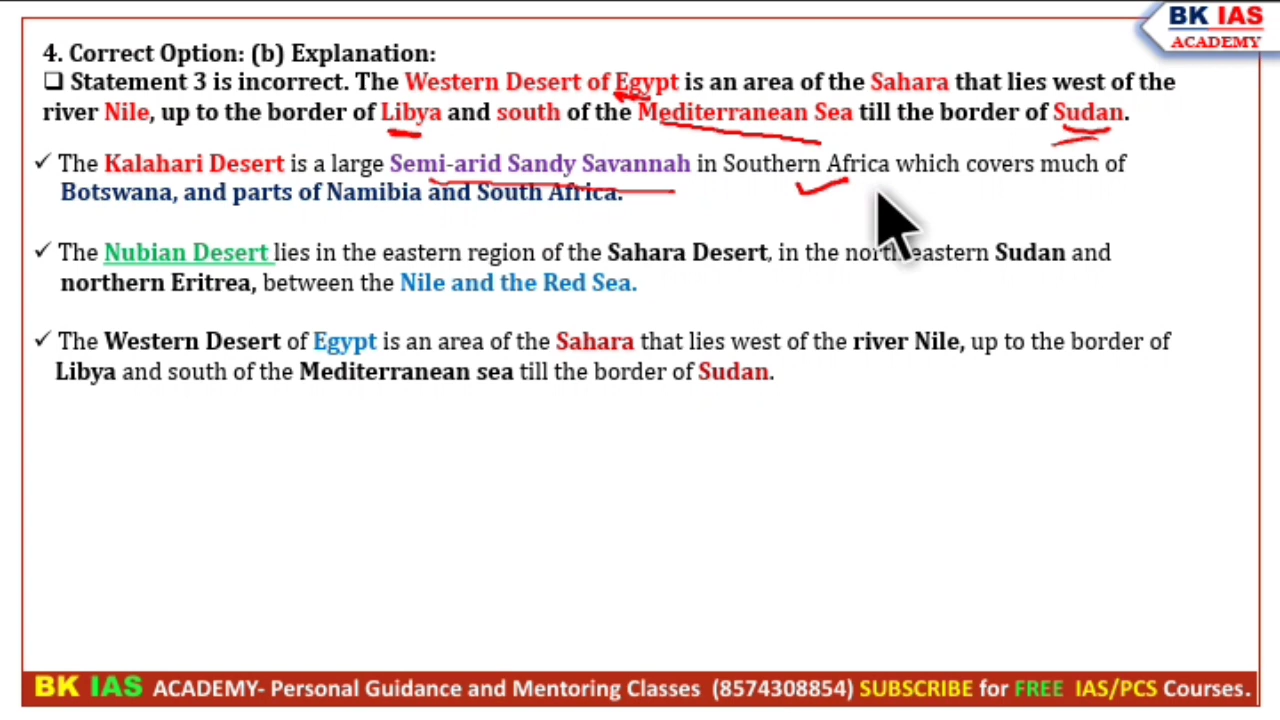 BK IAS
ACADEMY
4. Correct Option: (b) Explanation:
❑ Statement 3 is incorrect. The Western Desert of Egypt is an area of the Sahara that lies west of the
river Nile, up to the border of Libya and south of the Mediterranean Sea till the border of Sudan.
✓ The Kalahari Desert is a large Semi-arid Sandy Savannah in Southern Africa which covers much of
Botswana, and parts of Namibia and South Africa.
✓ The Nubian Desert lies in the eastern region of the Sahara Desert, in the northeastern Sudan and
northern Eritrea, between the Nile and the Red Sea.
✓ The Western Desert of Egypt is an area of the Sahara that lies west of the river Nile, up to the border of
Libya and south of the Mediterranean sea till the border of Sudan.
BK IAS ACADEMY- Personal Guidance and Mentoring Classes (8574308854) SUBSCRIBE for FREE IAS/PCS Courses.